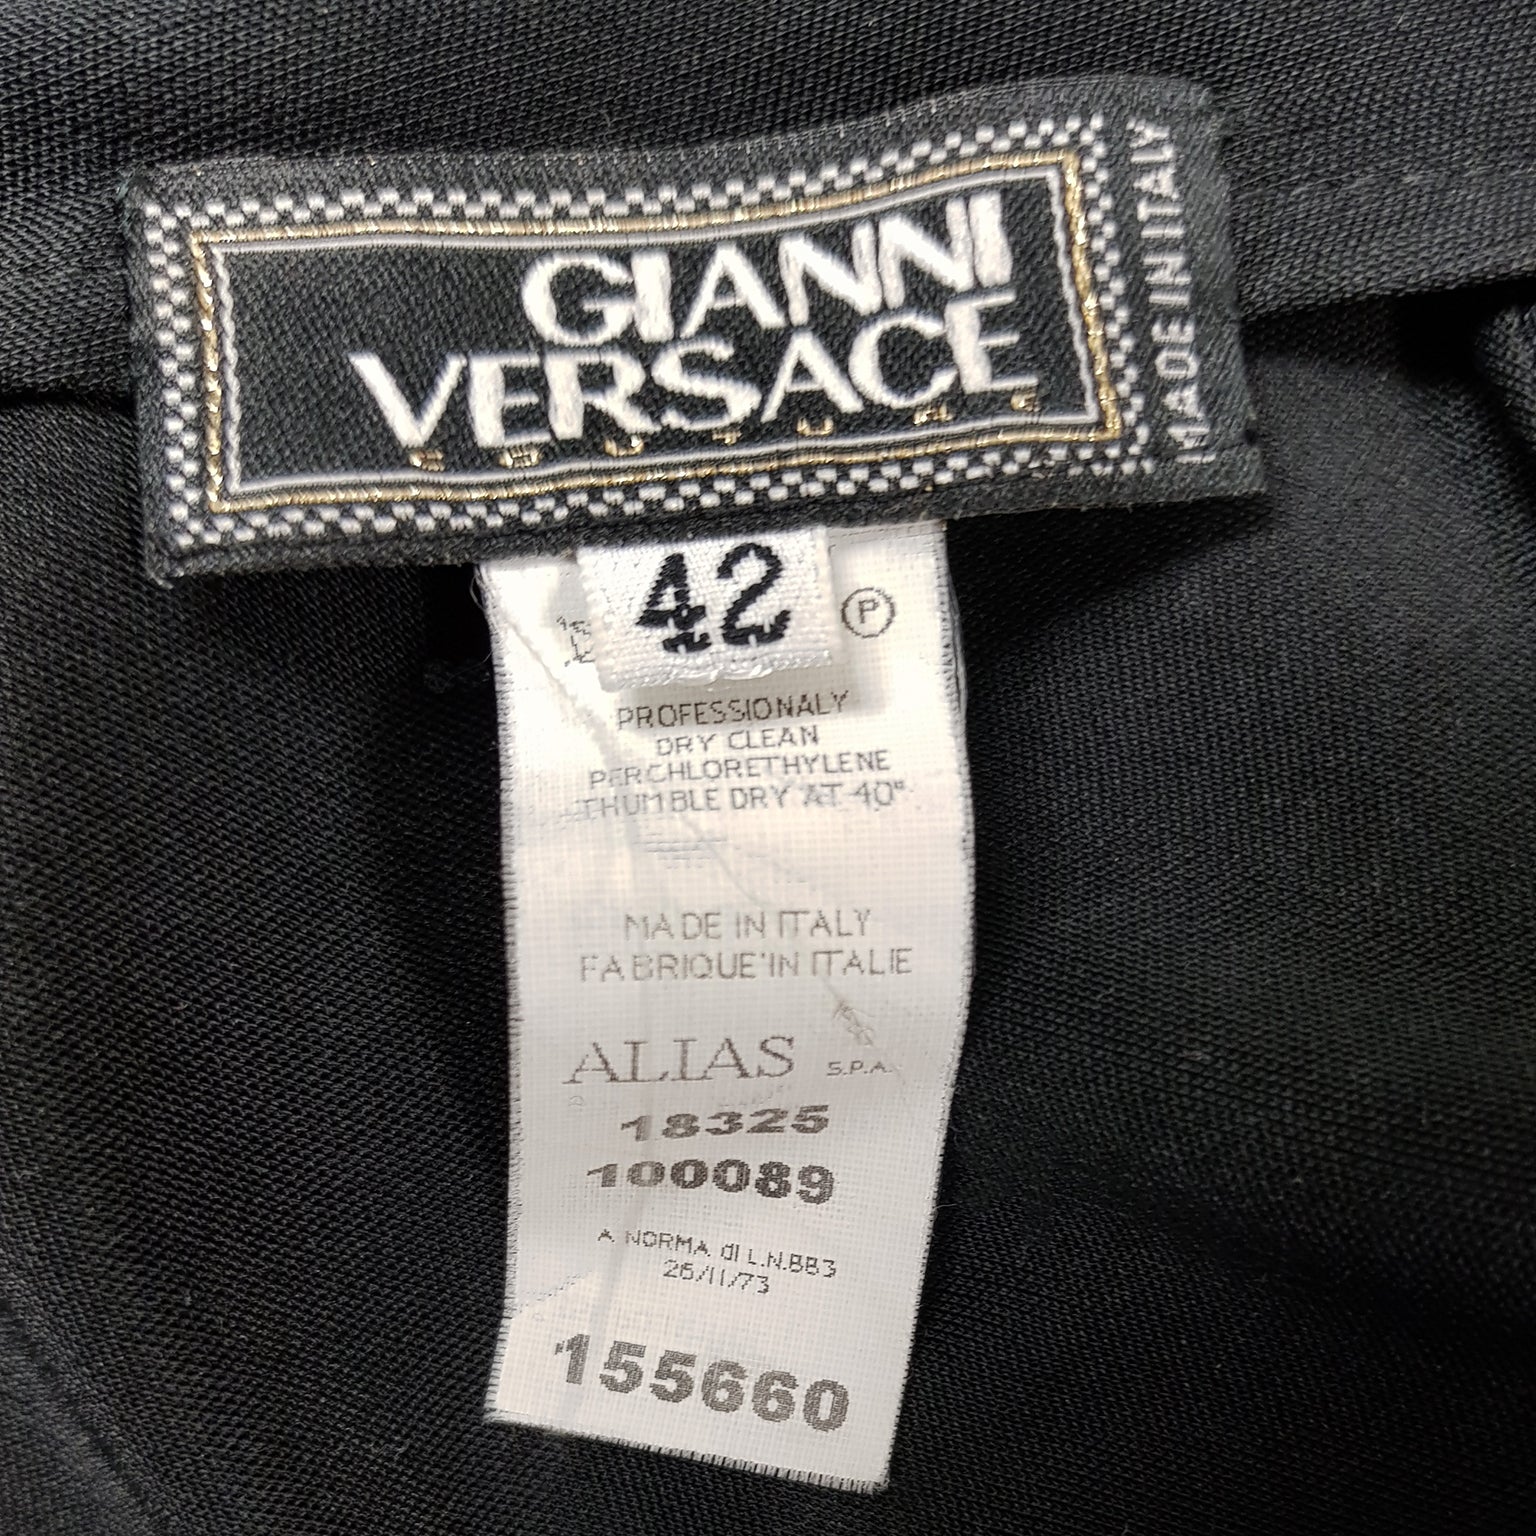 GIANNI
VERSACE
COUTURE
MADE IN ITALY
42
P
PROFESSIONALY
DRY CLEAN
PERCHLORETHYLENE
THUMBLE DRY AT 40°
MADE IN ITALY
FABRIQUE'IN ITALIE
ALIAS S.P.A.
18325
100089
A NORMA di L.N.883
26/11/73
155660